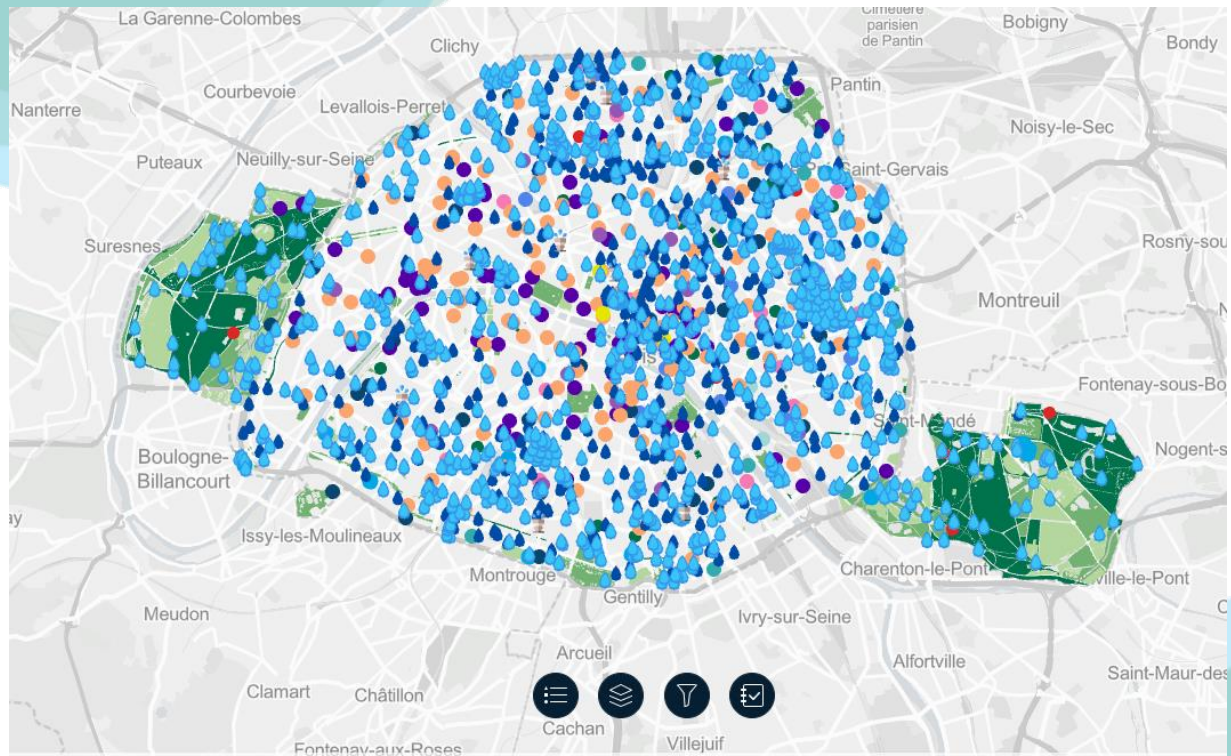 La Garenne-Colombes
Cimetière
parisien
de Pantin
Bobigny
Bondy
Clichy
Courbevoie
Pantin
Nanterre
Levallois-Perret
Noisy-le-Sec
Puteaux
Neuilly-sur-Seine
Saint-Gervais
Suresnes
Rosny-sou
Montreuil
Fontenay-sous-Bo
Saint-Mandé
Boulogne-
Billancourt
Nogent-s
ay
Issy-les-Moulineaux
Montrouge
Charenton-le-Pont
ville-le-Pont
Gentilly
Meudon
Ivry-sur-Seine
Arcueil
Alfortville
Saint-Maur-des
Clamart
Châtillon
Cachan
Villejuif
Fontenay-aux-Roses